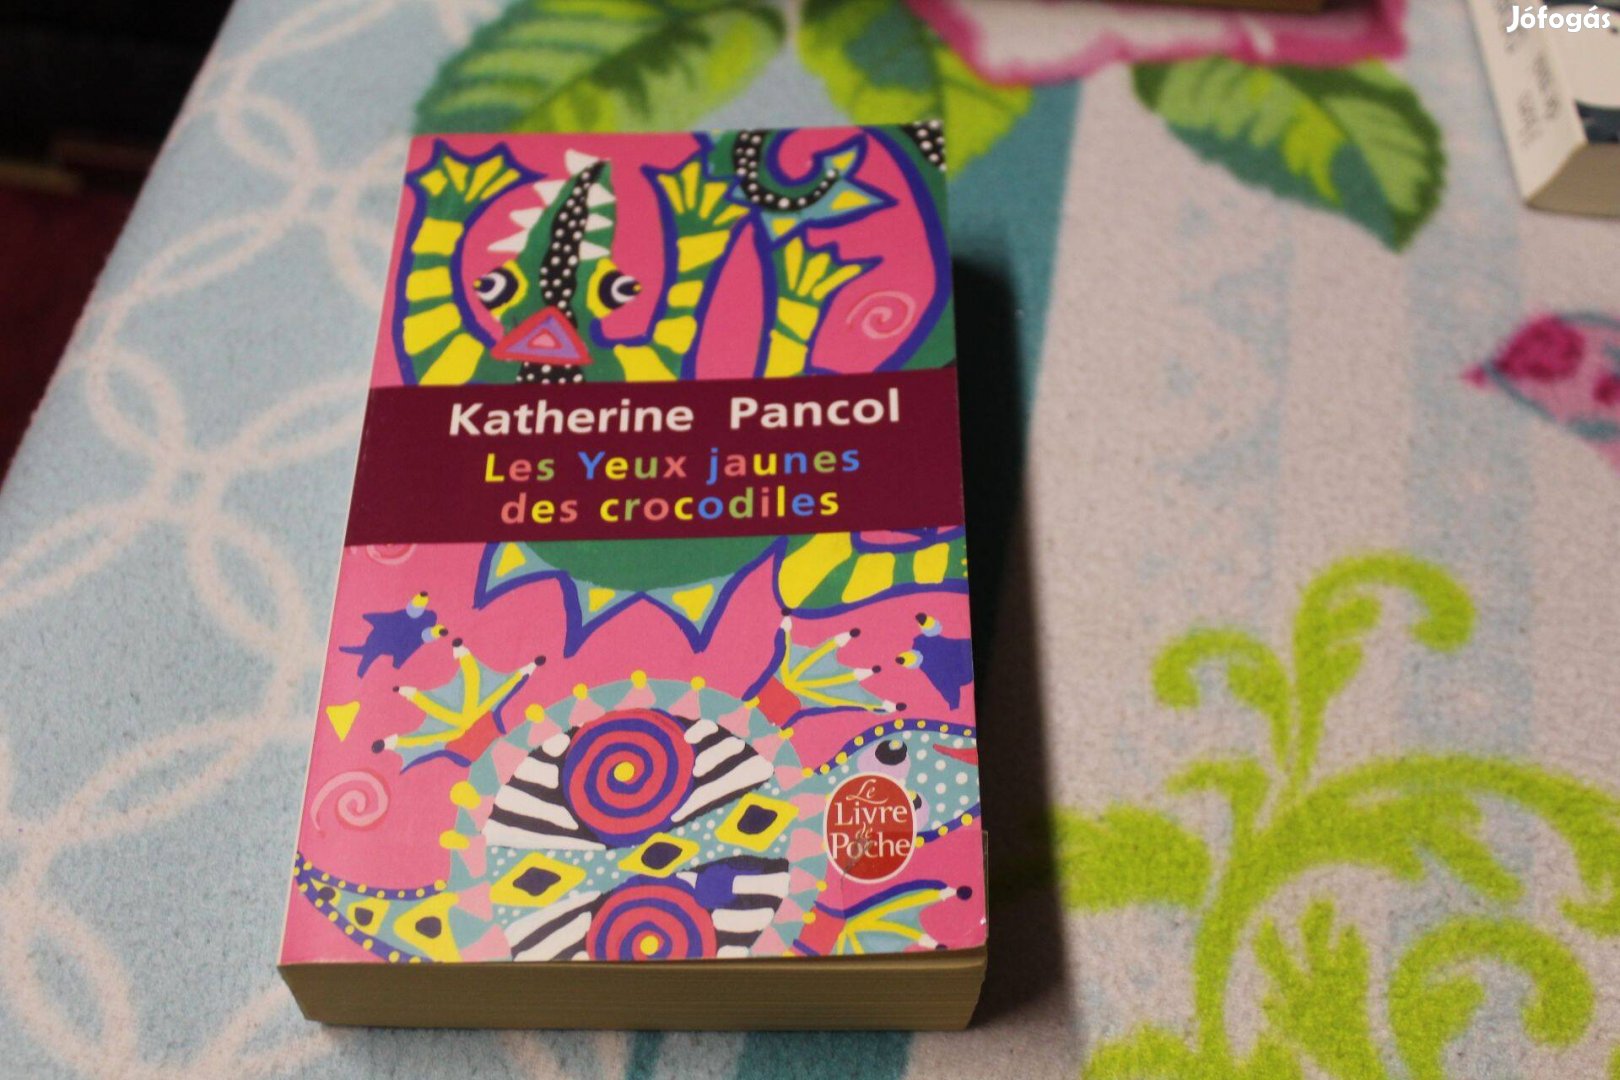 Jófogás
Katherine Pancol
Les Yeux jaunes
des crocodiles
Le
Livre
de
Poche